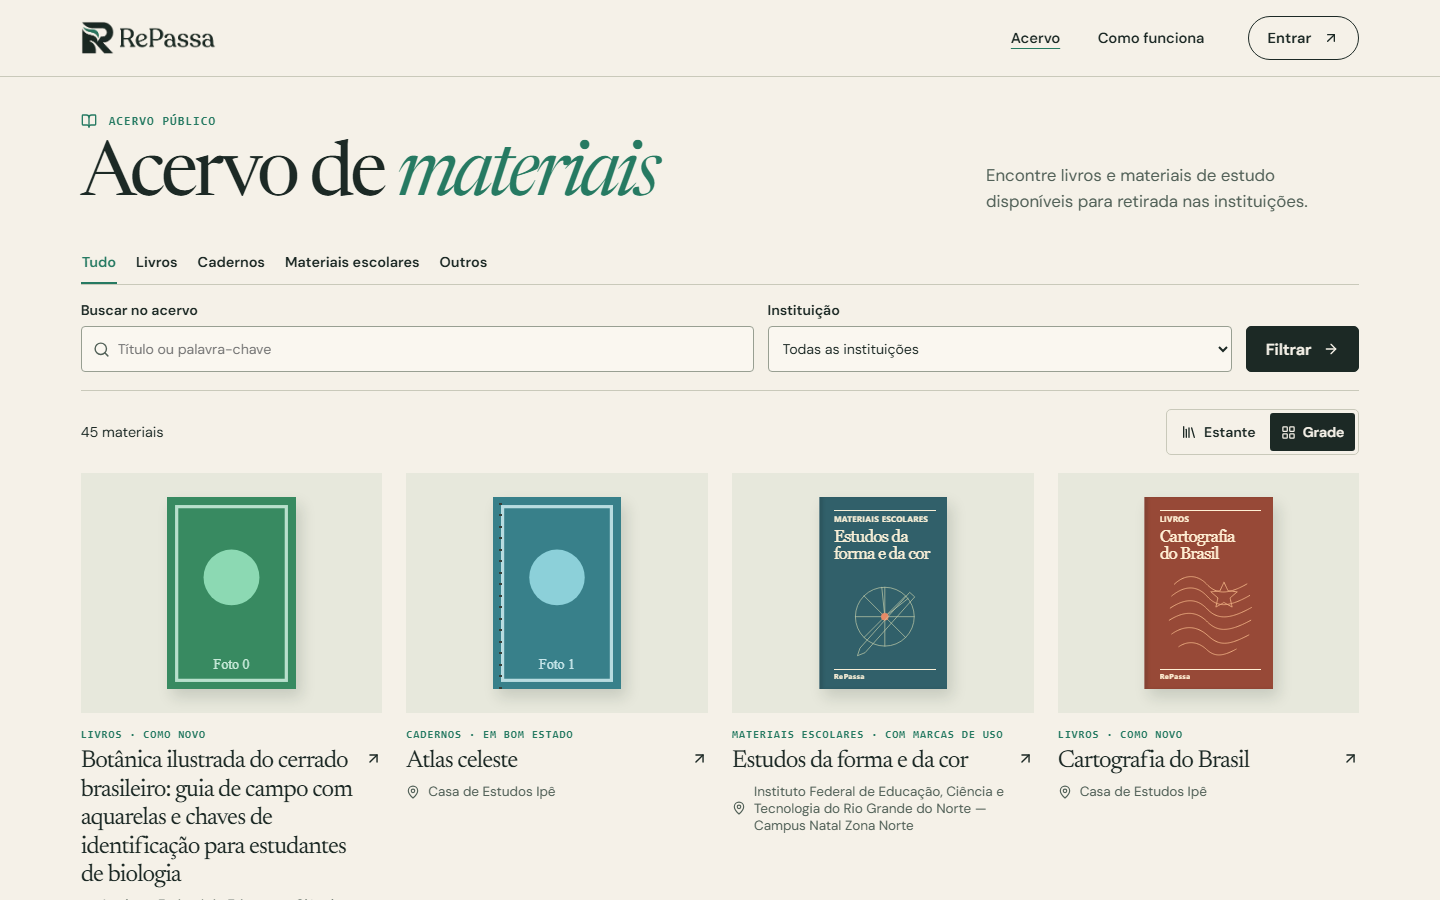 RePassa
Acervo
Como funciona
Entrar
ACERVO PÚBLICO
Acervo de materiais
Encontre livros e materiais de estudo
disponíveis para retirada nas instituições.
Tudo
Livros
Cadernos
Materiais escolares
Outros
Buscar no acervo
Título ou palavra-chave
Instituição
Todas as instituições
Filtrar
45 materiais
Estante
Grade
Foto 0
LIVROS · COMO NOVO
Botânica ilustrada do cerrado
brasileiro: guia de campo com
aquarelas e chaves de
identificação para estudantes
de biologia
Foto 1
CADERNOS · EM BOM ESTADO
Atlas celeste
Casa de Estudos Ipê
MATERIAIS ESCOLARES
Estudos da
forma e da cor
RePassa
MATERIAIS ESCOLARES · COM MARCAS DE USO
Estudos da forma e da cor
Instituto Federal de Educação, Ciência e
Tecnologia do Rio Grande do Norte —
Campus Natal Zona Norte
LIVROS
Cartografia
do Brasil
RePassa
LIVROS · COMO NOVO
Cartografia do Brasil
Casa de Estudos Ipê